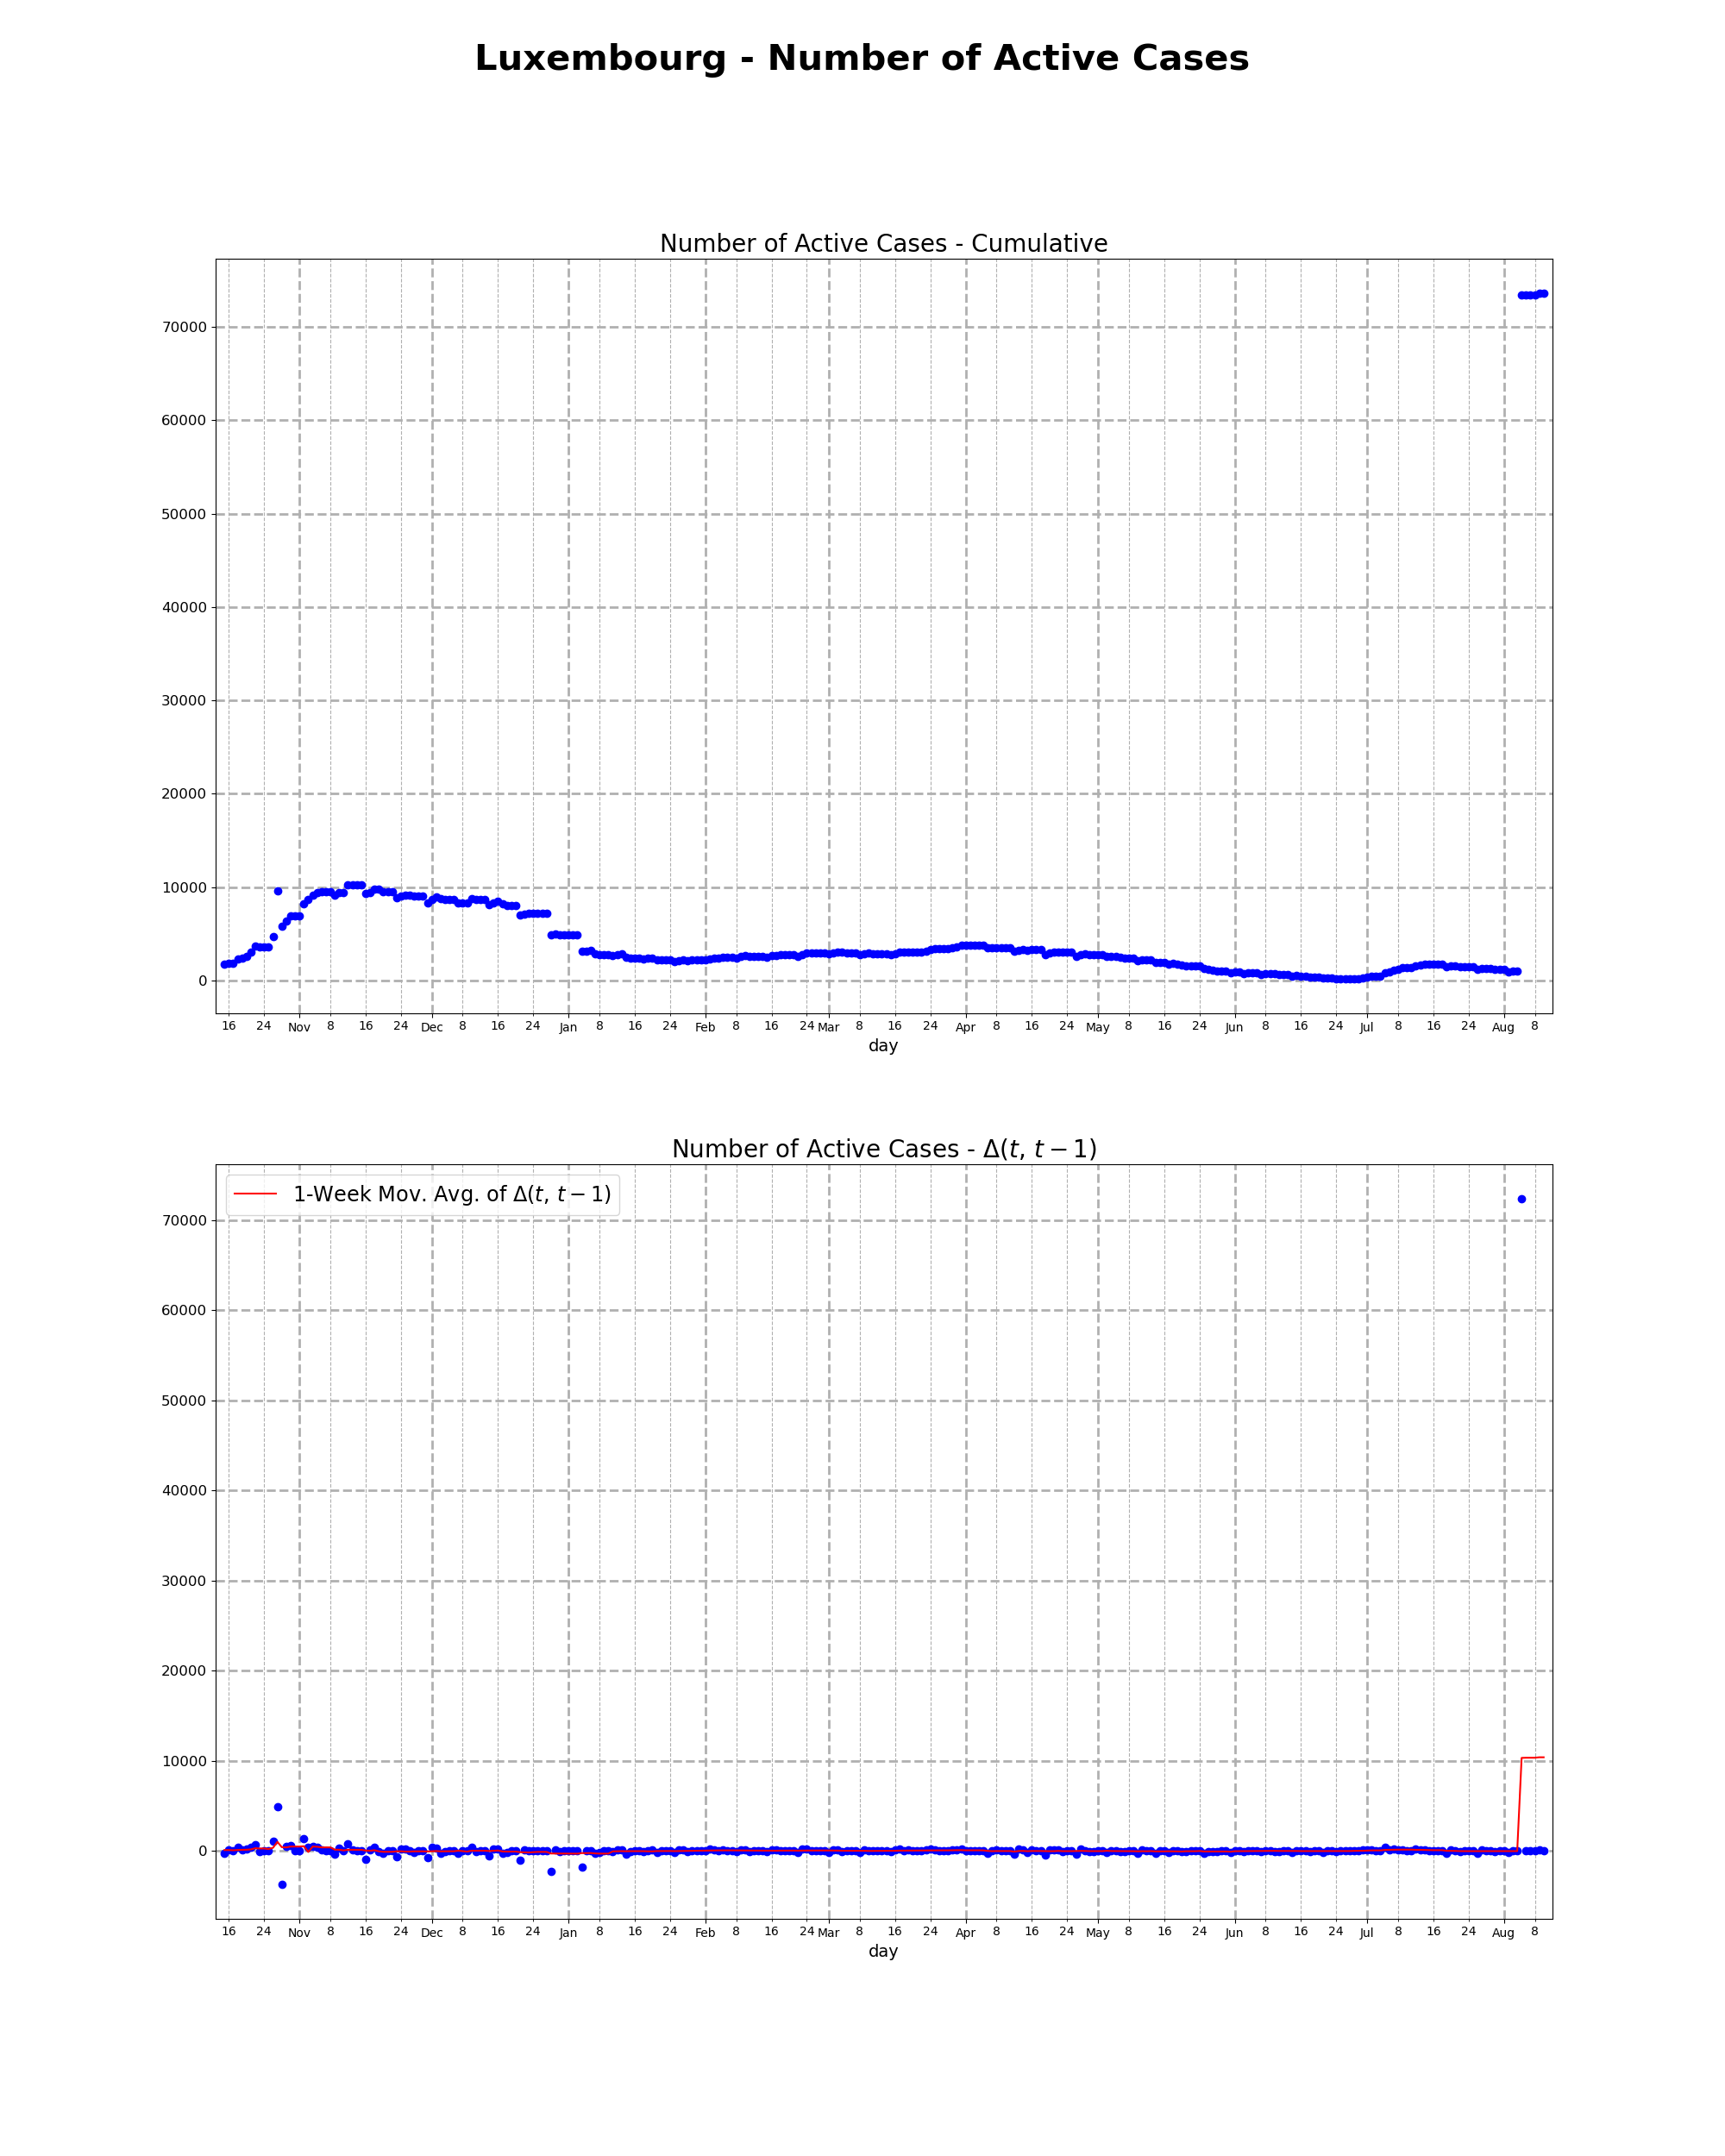 Luxembourg - Number of Active Cases
Number of Active Cases - Cumulative
70000
60000
50000
40000
30000
20000
10000
0
16 24 Nov 8 16 24 Dec 8 16 24 Jan 8 16 24 Feb 8 16 24 Mar 8 16 24 Apr 8 16 24 May 8 16 24 Jun 8 16 24 Jul 8 16 24 Aug 8
day
Number of Active Cases - Δ(t, t − 1)
1-Week Mov. Avg. of Δ(t, t − 1)
70000
60000
50000
40000
30000
20000
10000
0
16 24 Nov 8 16 24 Dec 8 16 24 Jan 8 16 24 Feb 8 16 24 Mar 8 16 24 Apr 8 16 24 May 8 16 24 Jun 8 16 24 Jul 8 16 24 Aug 8
day